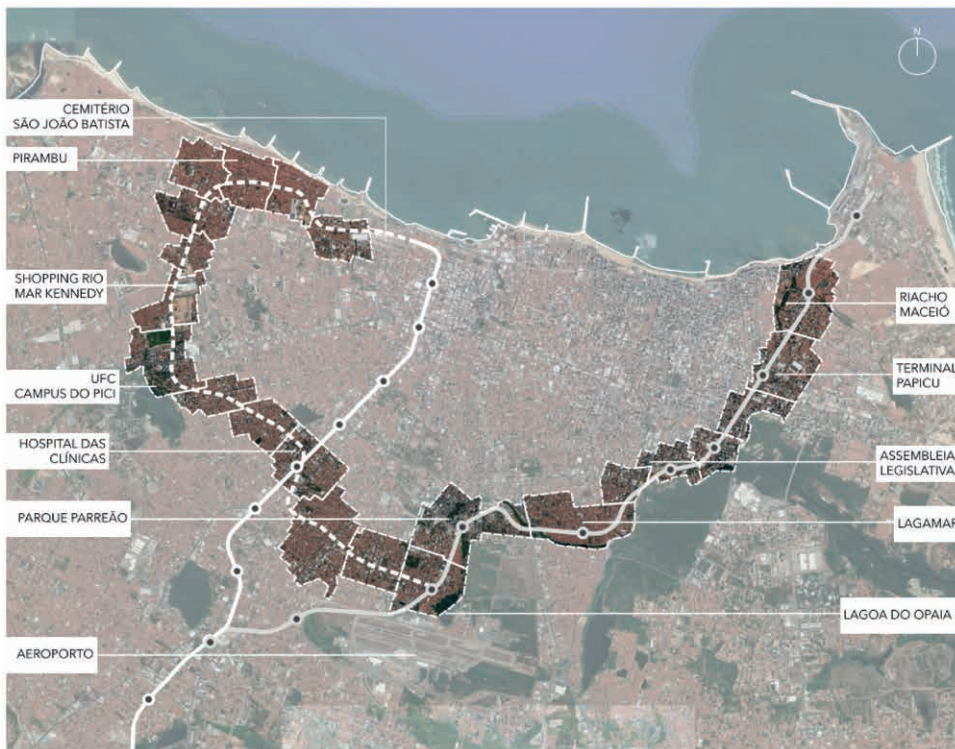 N
CEMITÉRIO
SÃO JOÃO BATISTA
PIRAMBU
SHOPPING RIO
MAR KENNEDY
UFC
CAMPUS DO PICI
HOSPITAL DAS
CLÍNICAS
PARQUE PARREÃO
AEROPORTO
RIACHO
MACEIÓ
TERMINAL
PAPICU
ASSEMBLEIA
LEGISLATIVA
LAGAMAR
LAGOA DO OPAIA